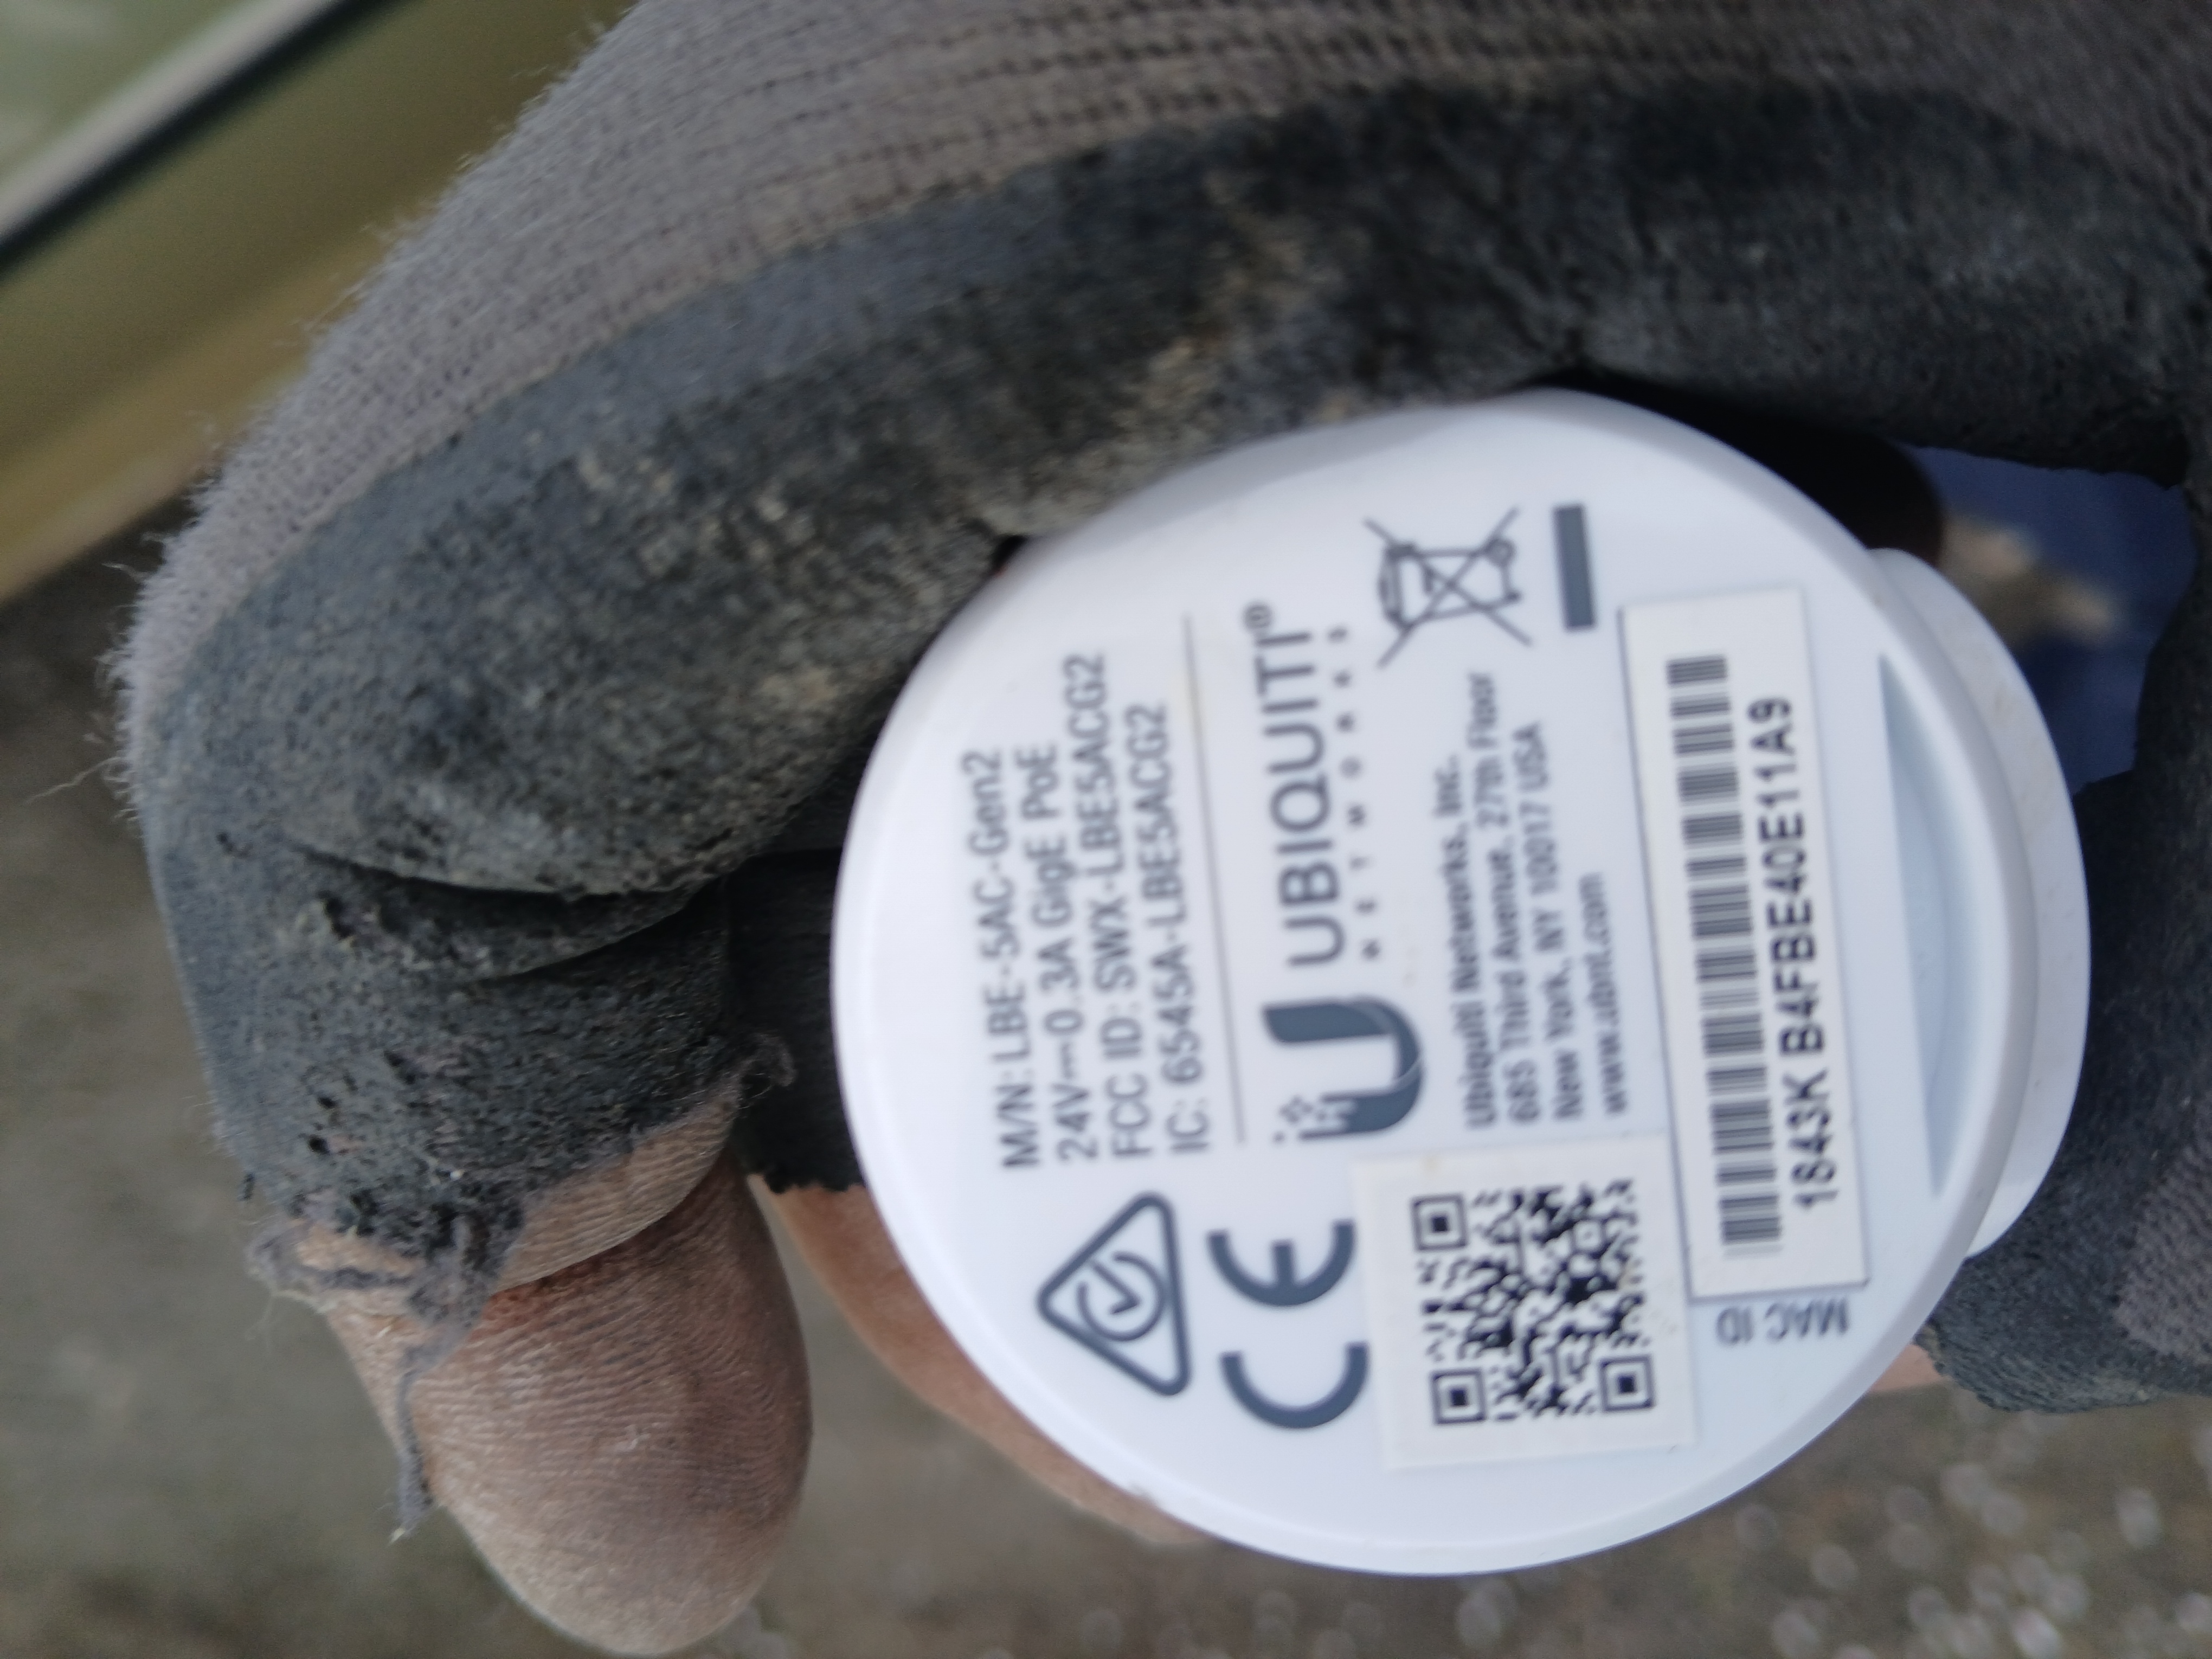 M/N: LBE-5AC-Gen2
24V⎓0.3A GigE PoE
FCC ID: SWX-LBE5ACG2
IC: 6545A-LBE5ACG2
UBIQUITI®
NETWORKS
CE
Ubiquiti Networks, Inc.
685 Third Avenue, 27th Floor
New York, NY 10017 USA
www.ubnt.com
1843K B4FBE40E11A9
MAC ID